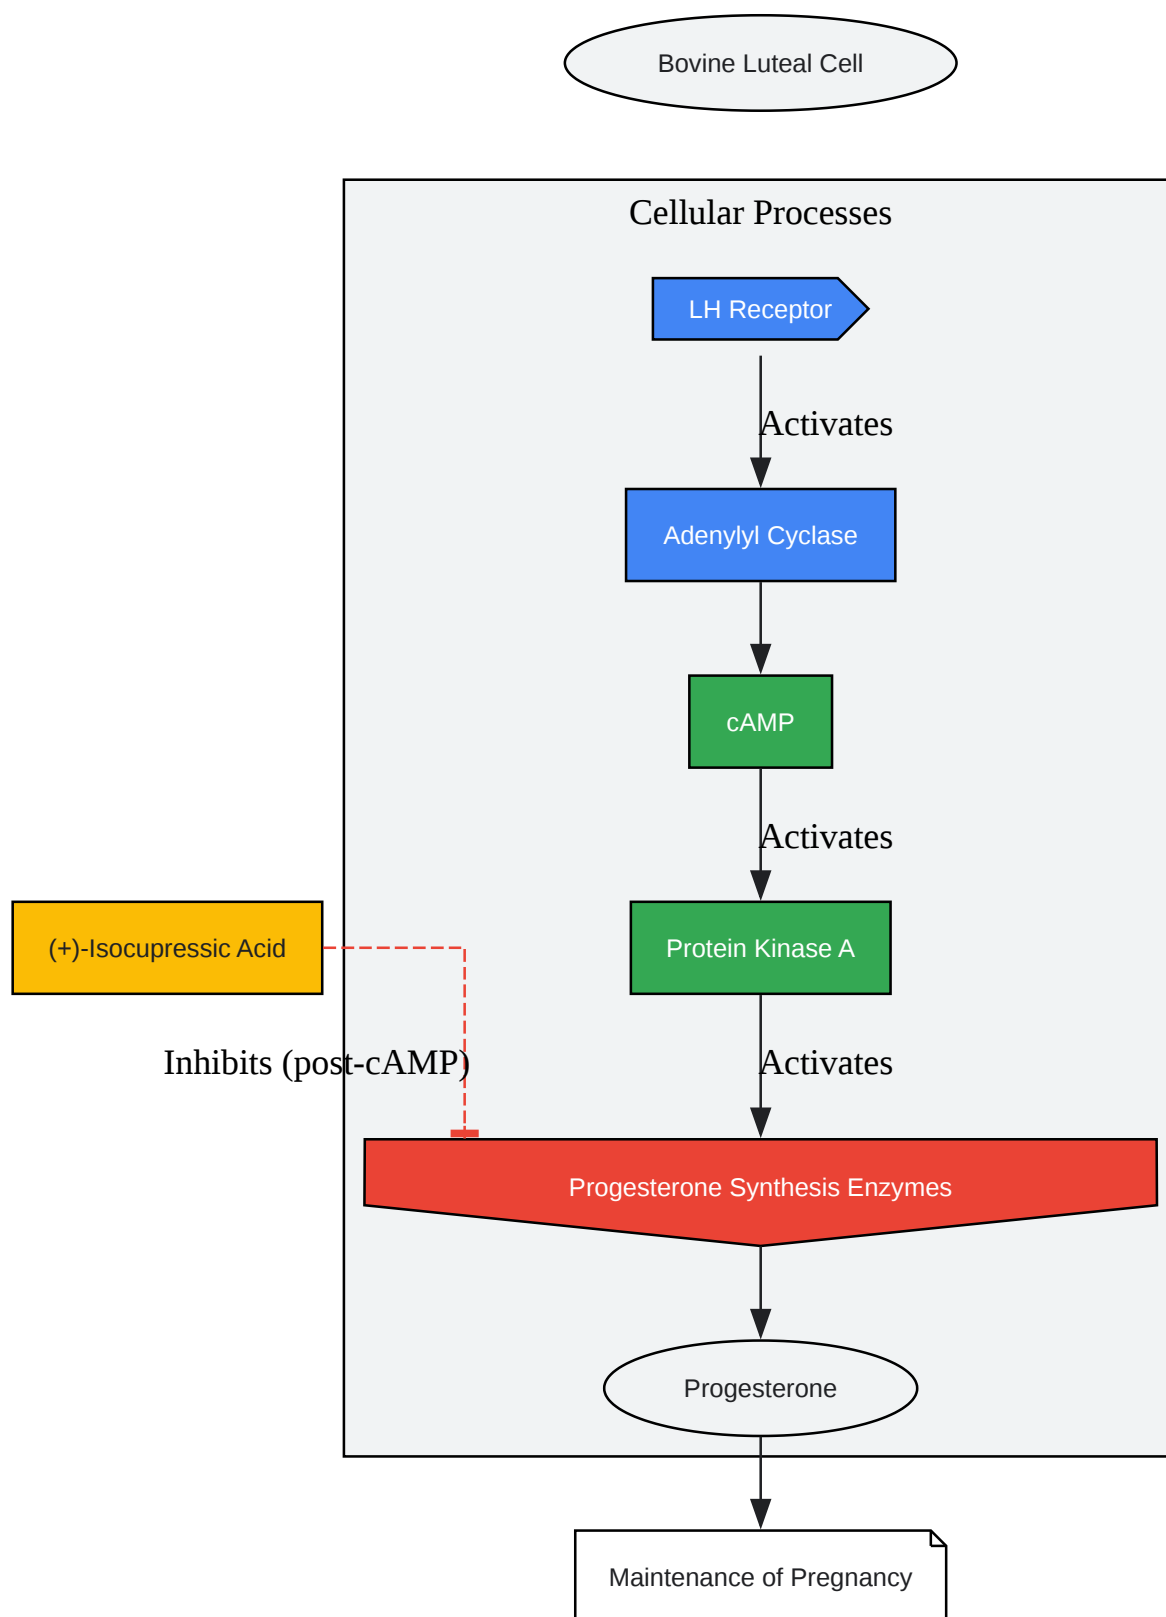 Bovine Luteal Cell
Cellular Processes
LH Receptor
Activates
Adenylyl Cyclase
cAMP
Activates
(+)-Isocupressic Acid
Protein Kinase A
Inhibits (post-cAMP)
Activates
Progesterone Synthesis Enzymes
Progesterone
Maintenance of Pregnancy